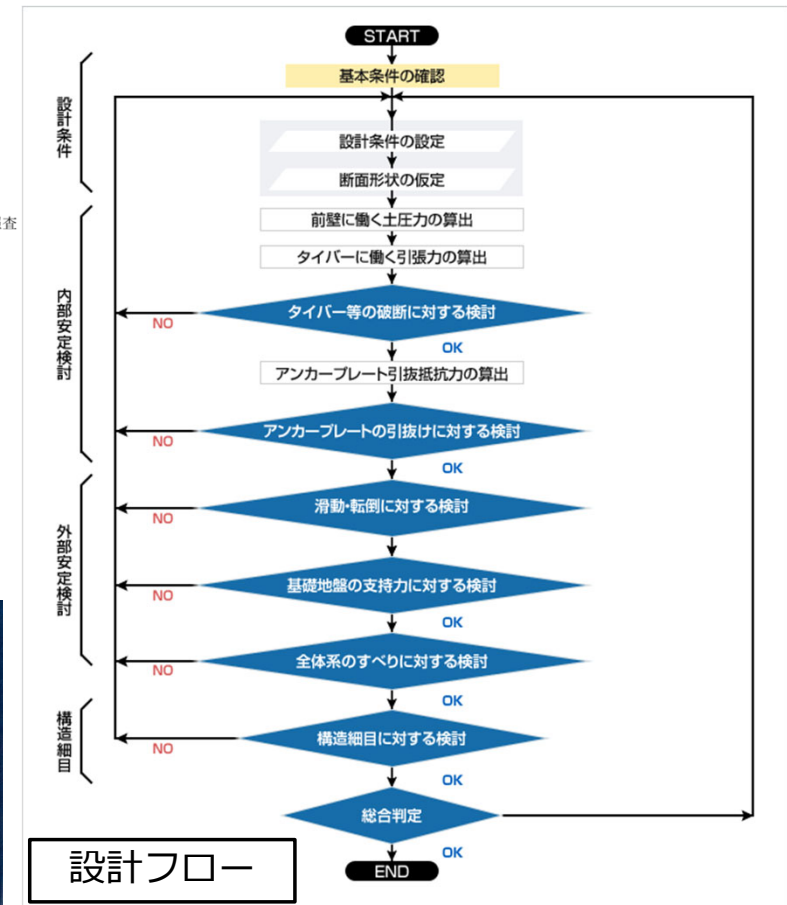 START
基本条件の確認
設計条件
設計条件の設定
断面形状の仮定
査
前壁に働く土圧力の算出
タイバーに働く引張力の算出
内部安定検討
タイバー等の破断に対する検討
NO
OK
アンカープレート引抜抵抗力の算出
アンカープレートの引抜けに対する検討
NO
OK
外部安定検討
滑動・転倒に対する検討
NO
基礎地盤の支持力に対する検討
NO
OK
全体系のすべりに対する検討
NO
OK
構造細目
構造細目に対する検討
NO
OK
総合判定
OK
END
設計フロー